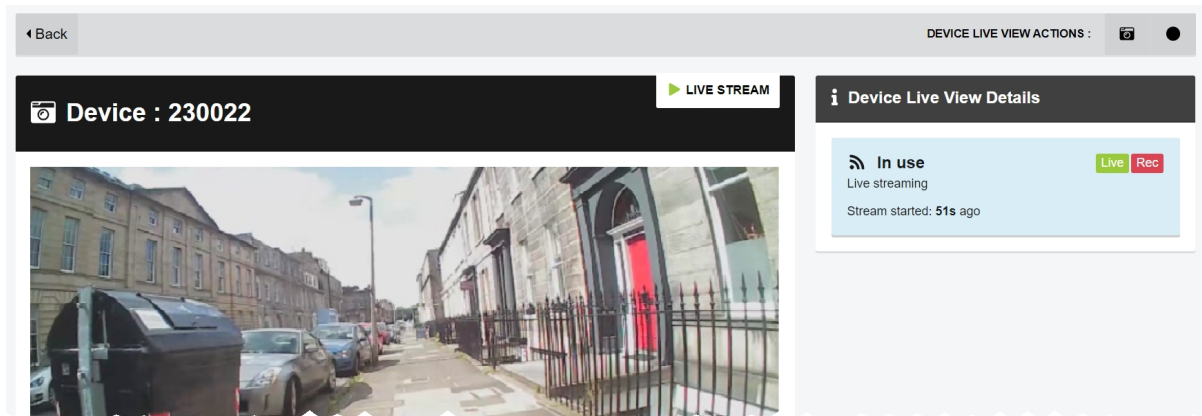 Back
DEVICE LIVE VIEW ACTIONS :
Device : 230022
LIVE STREAM
Device Live View Details
In use
Live Rec
Live streaming
Stream started: 51s ago